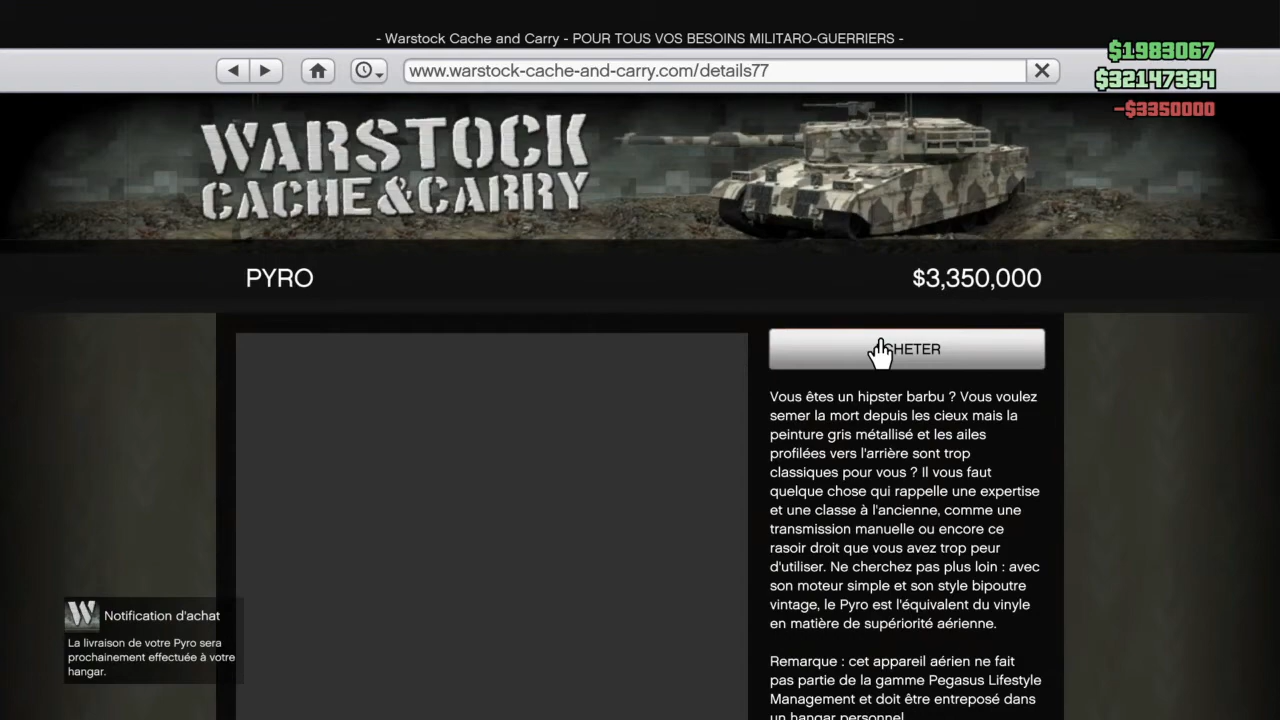 - Warstock Cache and Carry - POUR TOUS VOS BESOINS MILITARO-GUERRIERS -
$1983067
www.warstock-cache-and-carry.com/details77
$32147334
-$3350000
WARSTOCK
CACHE & CARRY
PYRO
$3,350,000
CHETER
Vous êtes un hipster barbu ? Vous voulez
semer la mort depuis les cieux mais la
peinture gris métallisé et les ailes
profilées vers l'arrière sont trop
classiques pour vous ? Il vous faut
quelque chose qui rappelle une expertise
et une classe à l'ancienne, comme une
transmission manuelle ou encore ce
rasoir droit que vous avez trop peur
d'utiliser. Ne cherchez pas plus loin : avec
son moteur simple et son style bipoutre
vintage, le Pyro est l'équivalent du vinyle
en matière de supériorité aérienne.
Remarque : cet appareil aérien ne fait
pas partie de la gamme Pegasus Lifestyle
Management et doit être entreposé dans
un hangar personnel.
W
Notification d'achat
La livraison de votre Pyro sera
prochainement effectuée à votre
hangar.